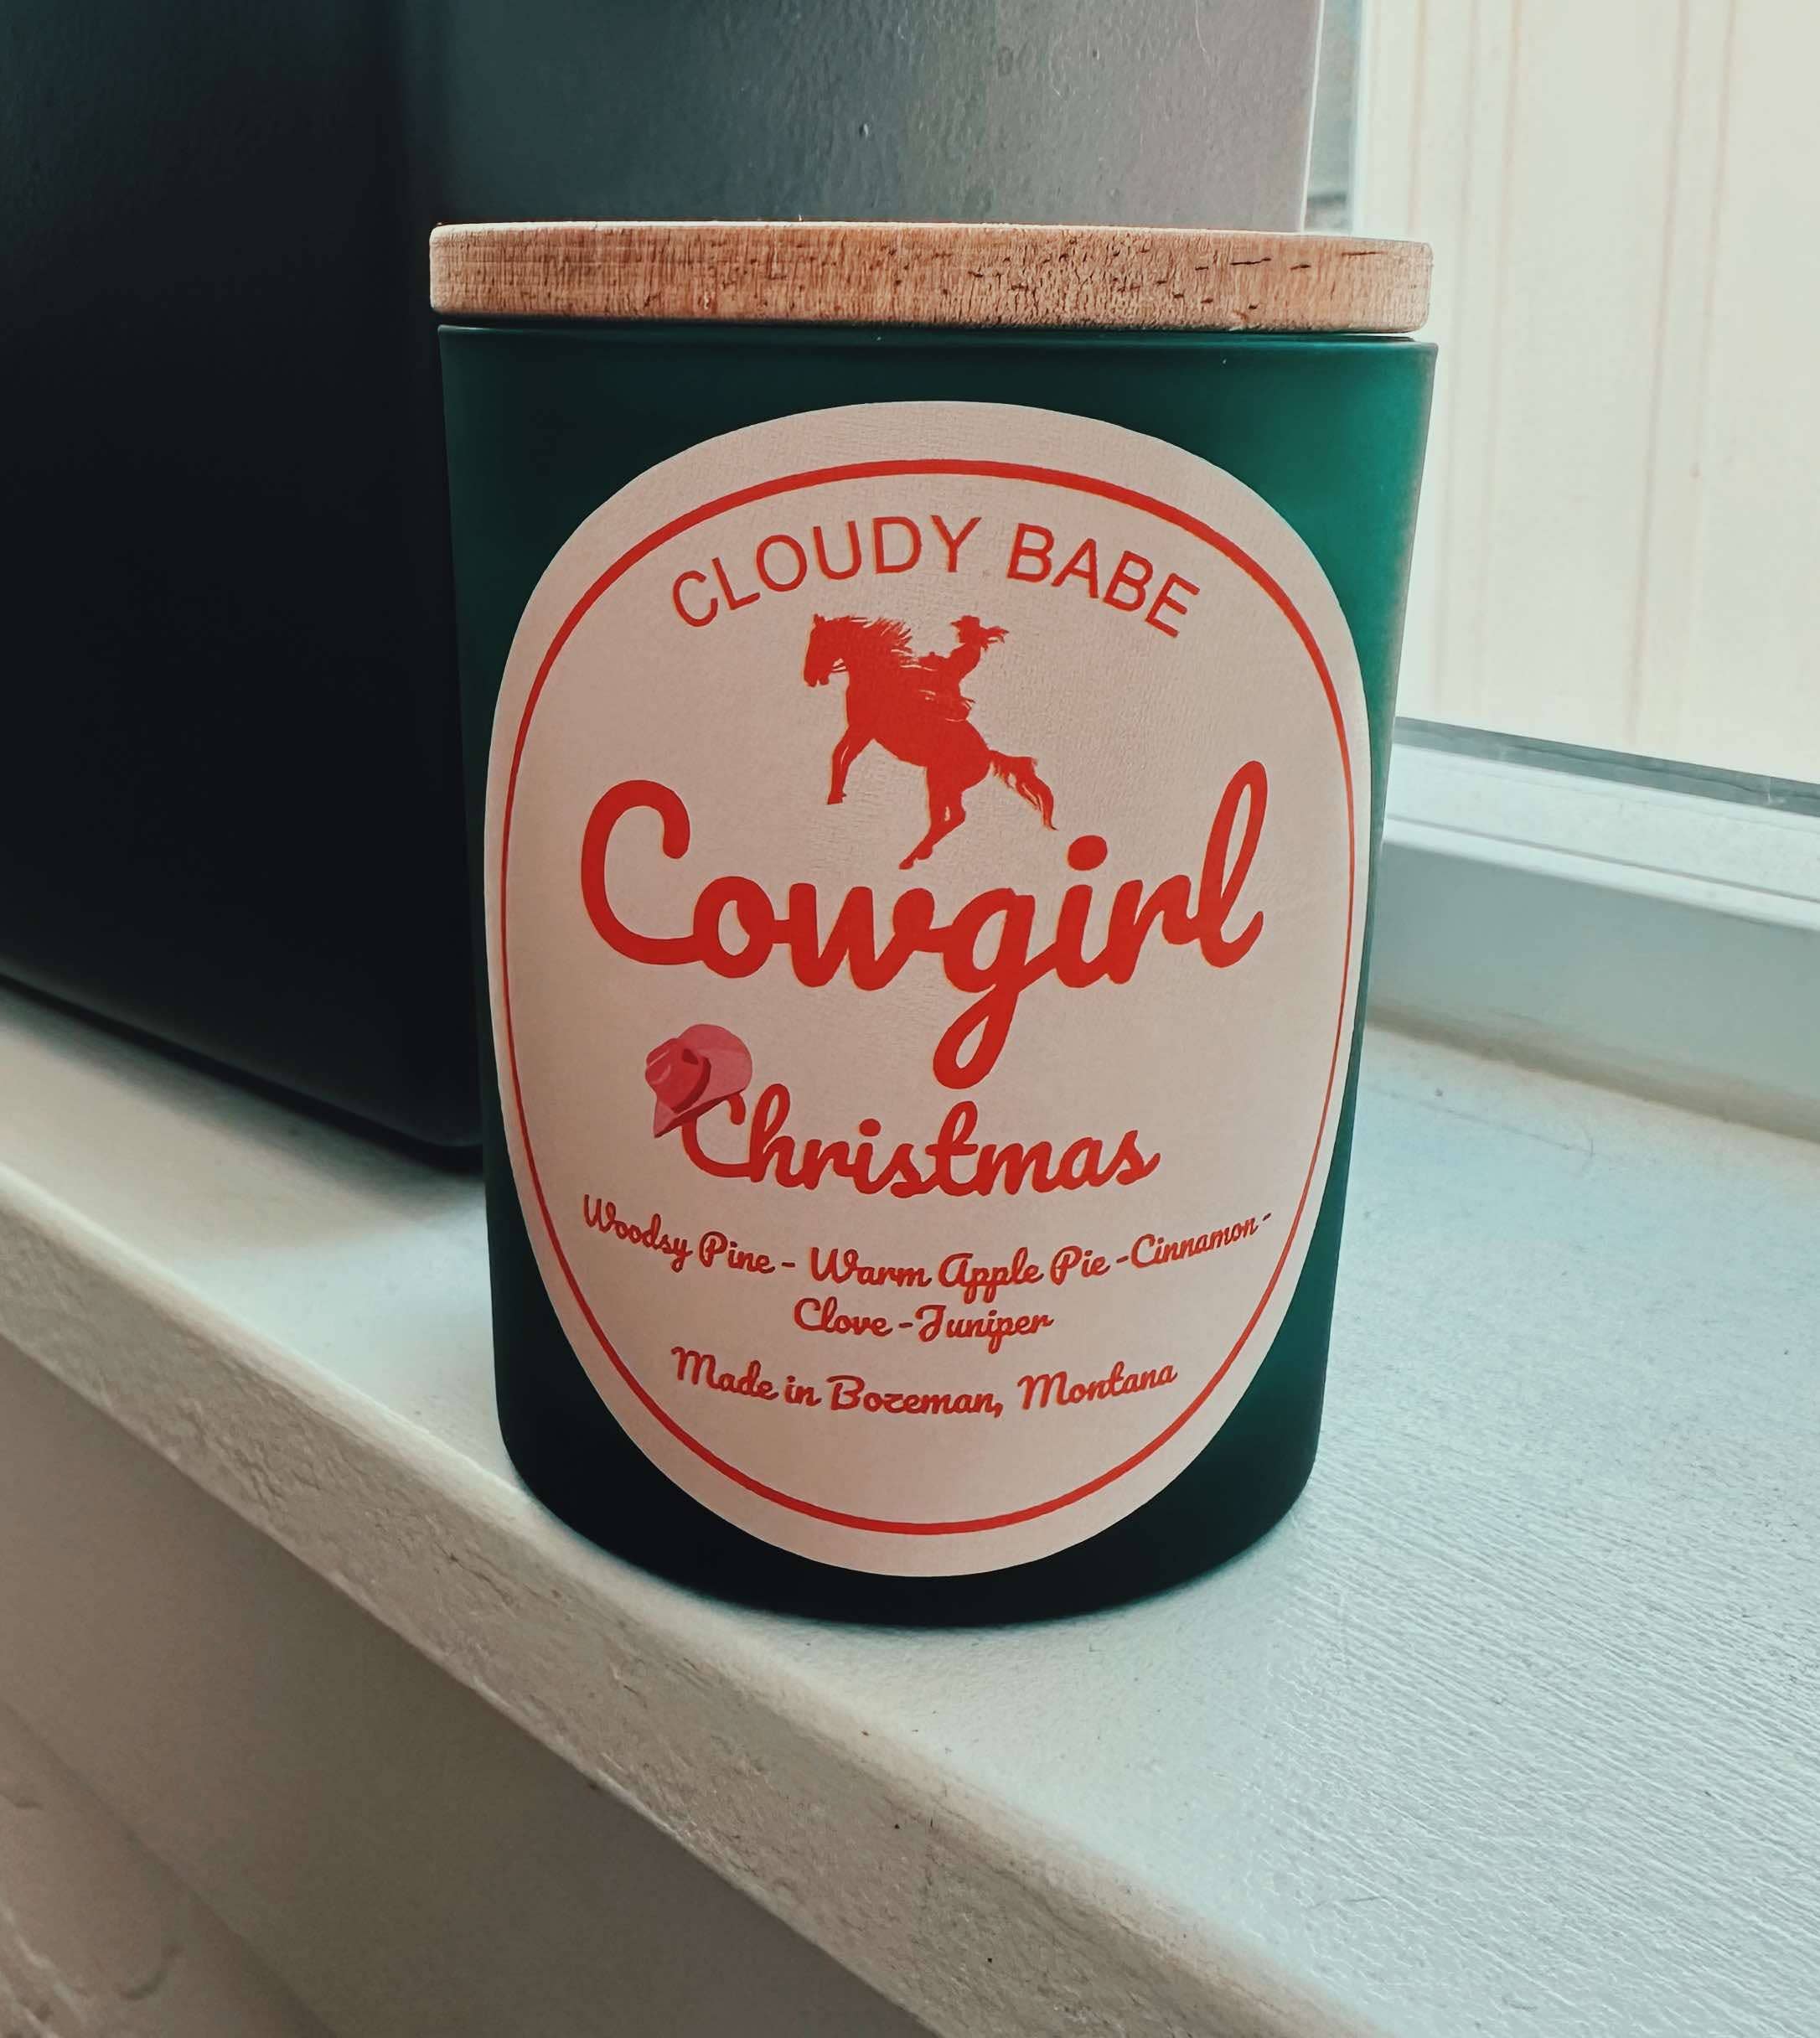 CLOUDY BABE
Cowgirl
Christmas
Woodsy Pine - Warm Apple Pie - Cinnamon -
Clove - Juniper
Made in Bozeman, Montana